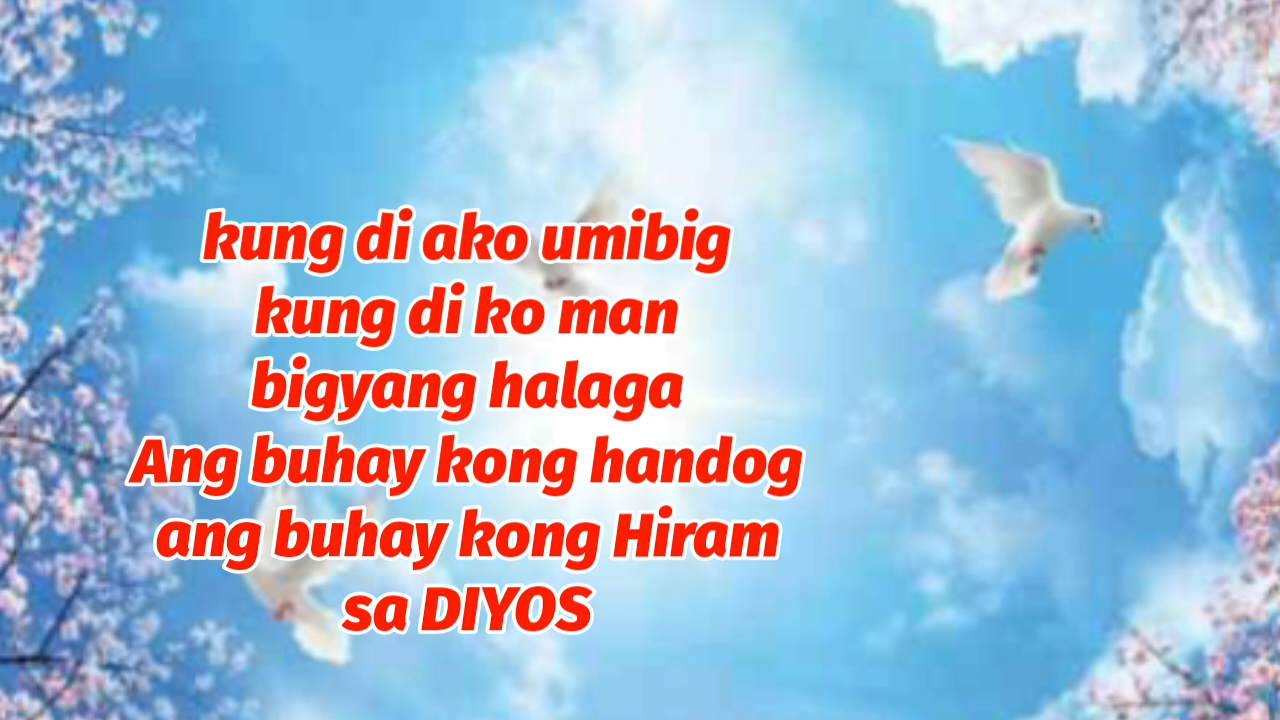 kung di ako umibig
kung di ko man
bigyang halaga
Ang buhay kong handog
ang buhay kong Hiram
sa DIYOS